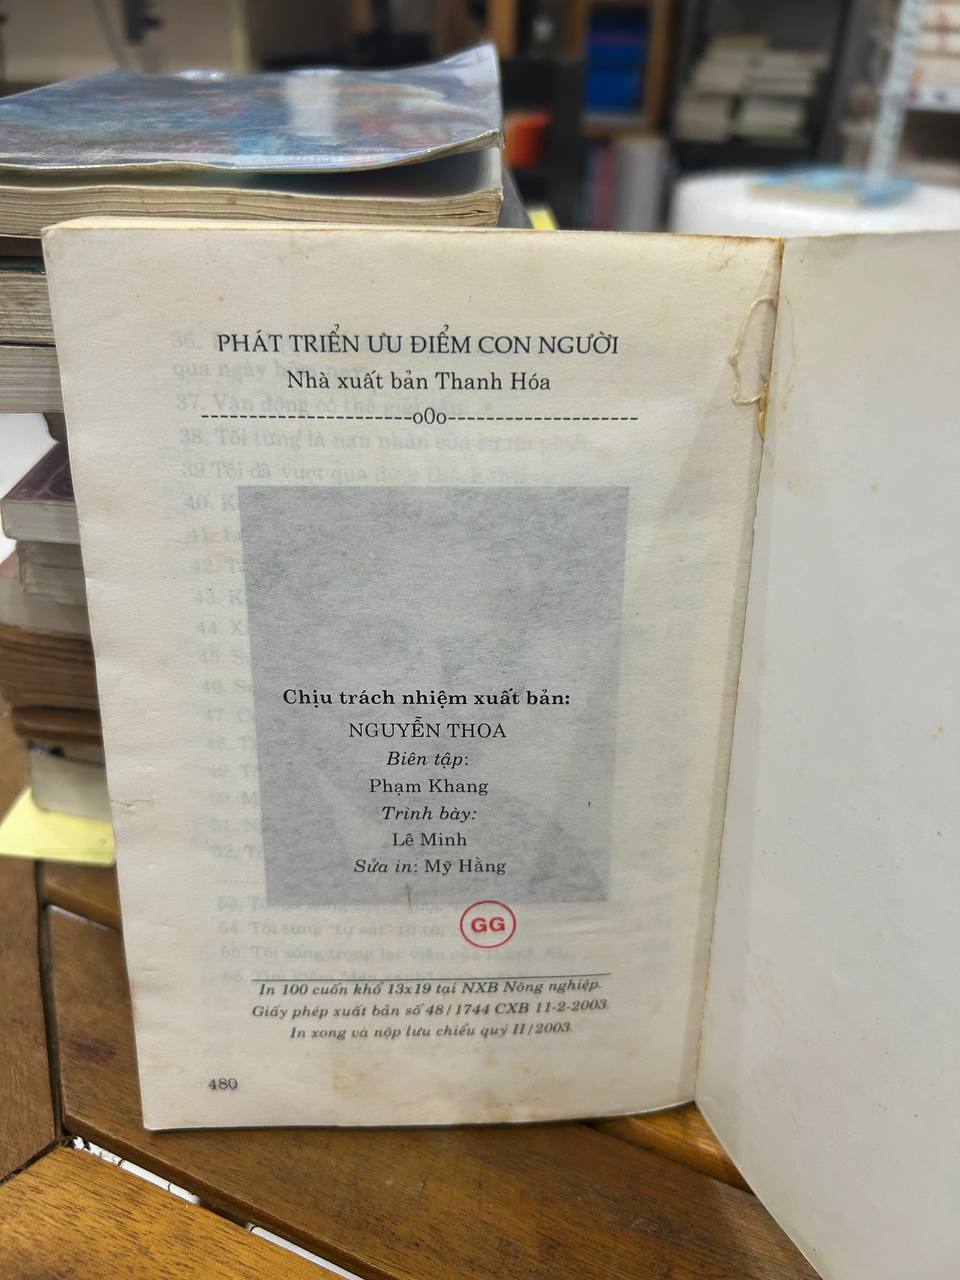 PHÁT TRIỂN ƯU ĐIỂM CON NGƯỜI
Nhà xuất bản Thanh Hóa
----------------------o0o--------------------
Chịu trách nhiệm xuất bản:
NGUYỄN THOA
Biên tập:
Phạm Khang
Trình bày:
Lê Minh
Sửa in: Mỹ Hằng
GG
In 100 cuốn khổ 13x19 tại NXB Nông nghiệp.
Giấy phép xuất bản số 48/1744 CXB 11-2-2003.
In xong và nộp lưu chiểu quý II/2003.
480